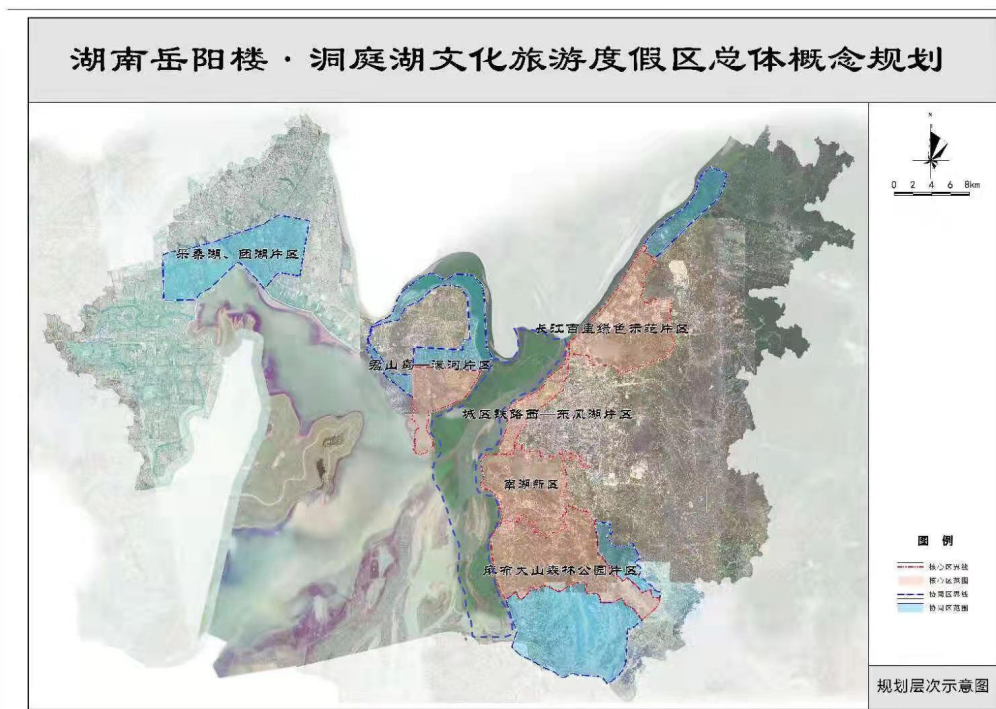 湖南岳阳楼·洞庭湖文化旅游度假区总体概念规划
N
0 2 4 6 8km
采桑湖、团湖片区
长江百里绿色示范片区
君山岛—濠河片区
城区铁路西—东风湖片区
南湖新区
麻布大山森林公园片区
图 例
核心区界线
核心区范围
协同区界线
协同区范围
规划层次示意图